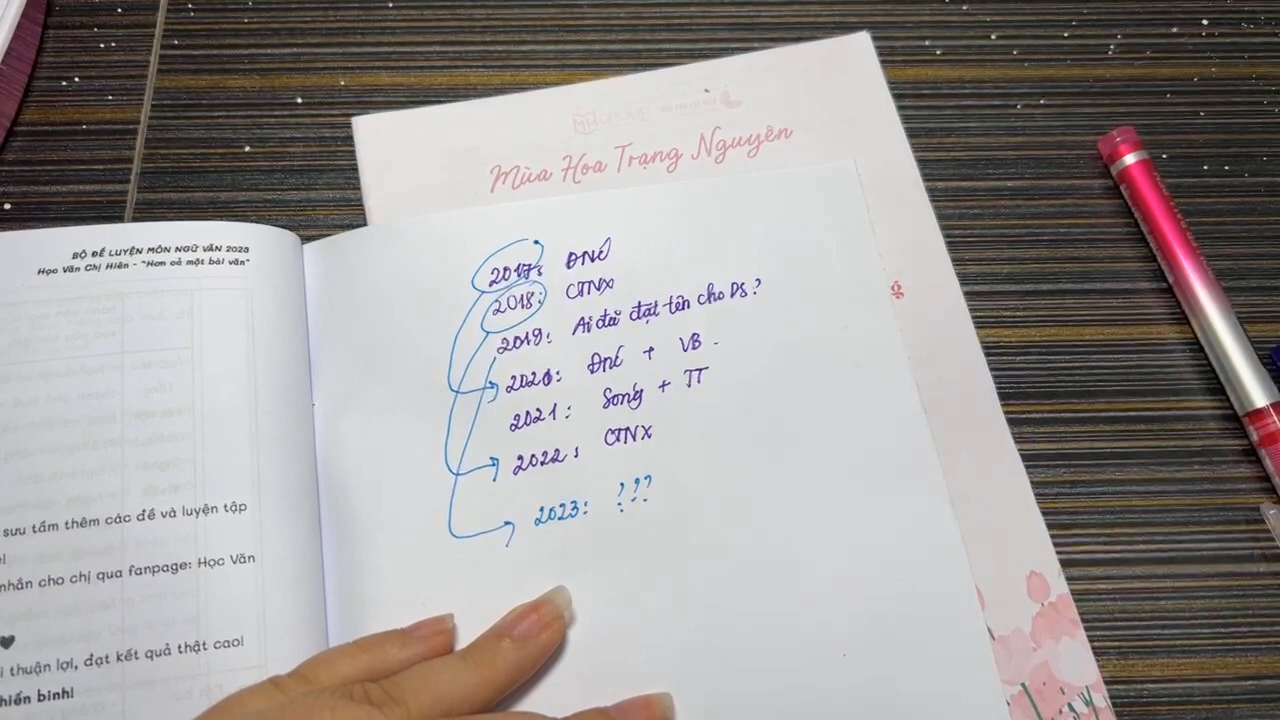 Mùa Hoa Trạng Nguyên
BỘ ĐỀ LUYỆN MÔN NGỮ VĂN 2023
Học Văn Chị Hiên - "Hơn cả một bài văn"
2017: ĐNC
2018: CTNX
2019: Ai đã đặt tên cho DS?
2020: ĐNC + VB.
2021: Sóng + TT
2022: CTNX
2023: ???
sưu tầm thêm các đề và luyện tập
nhắn cho chị qua fanpage: Học Văn
i thuận lợi, đạt kết quả thật cao!
hiến binh!
g